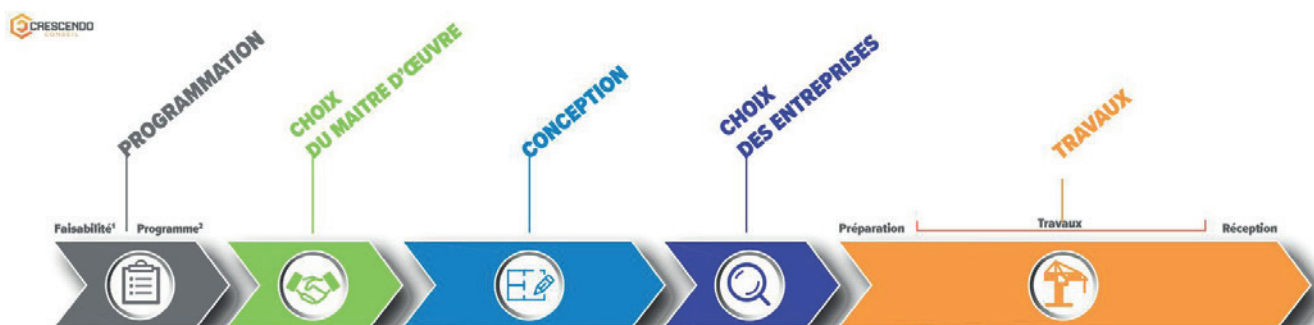 CRESCENDO
CONSEIL
PROGRAMMATION
CHOIX
DU MAITRE D'ŒUVRE
CONCEPTION
CHOIX
DES ENTREPRISES
TRAVAUX
Faisabilité¹
Programme²
Préparation
Travaux
Réception